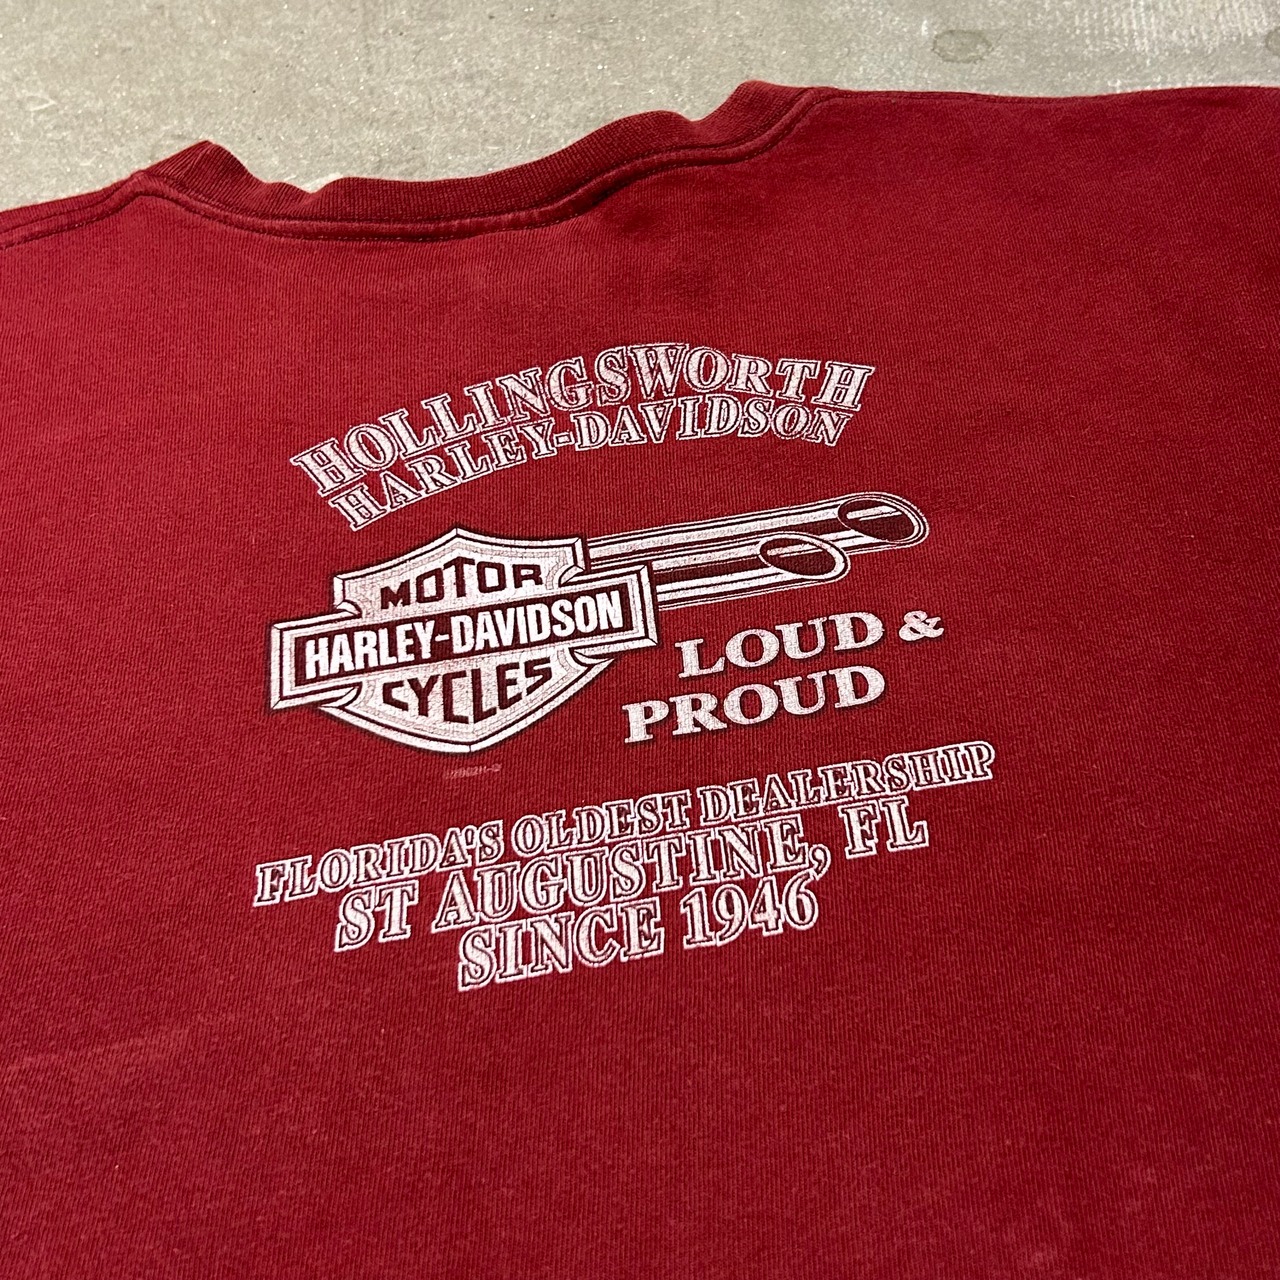 HOLLINGSWORTH
HARLEY-DAVIDSON
MOTOR
HARLEY-DAVIDSON
CYCLES
LOUD &
PROUD
FLORIDA'S OLDEST DEALERSHIP
ST AUGUSTINE, FL
SINCE 1946